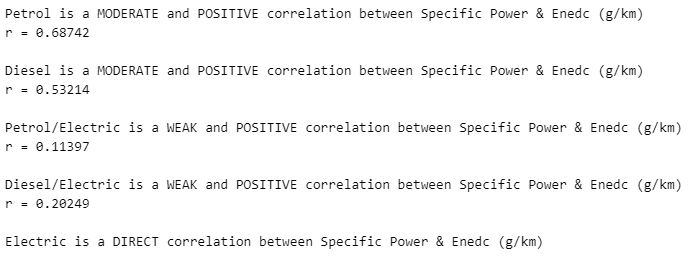 Petrol is a MODERATE and POSITIVE correlation between Specific Power & Enedc (g/km)
r = 0.68742
Diesel is a MODERATE and POSITIVE correlation between Specific Power & Enedc (g/km)
r = 0.53214
Petrol/Electric is a WEAK and POSITIVE correlation between Specific Power & Enedc (g/km)
r = 0.11397
Diesel/Electric is a WEAK and POSITIVE correlation between Specific Power & Enedc (g/km)
r = 0.20249
Electric is a DIRECT correlation between Specific Power & Enedc (g/km)